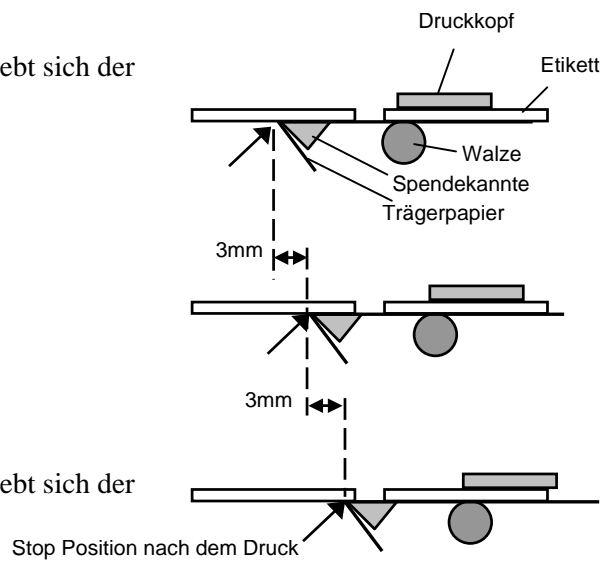 Druckkopf
ebt sich der
Etikett
Walze
Spendekannte
Trägerpapier
3mm
3mm
ebt sich der
Stop Position nach dem Druck